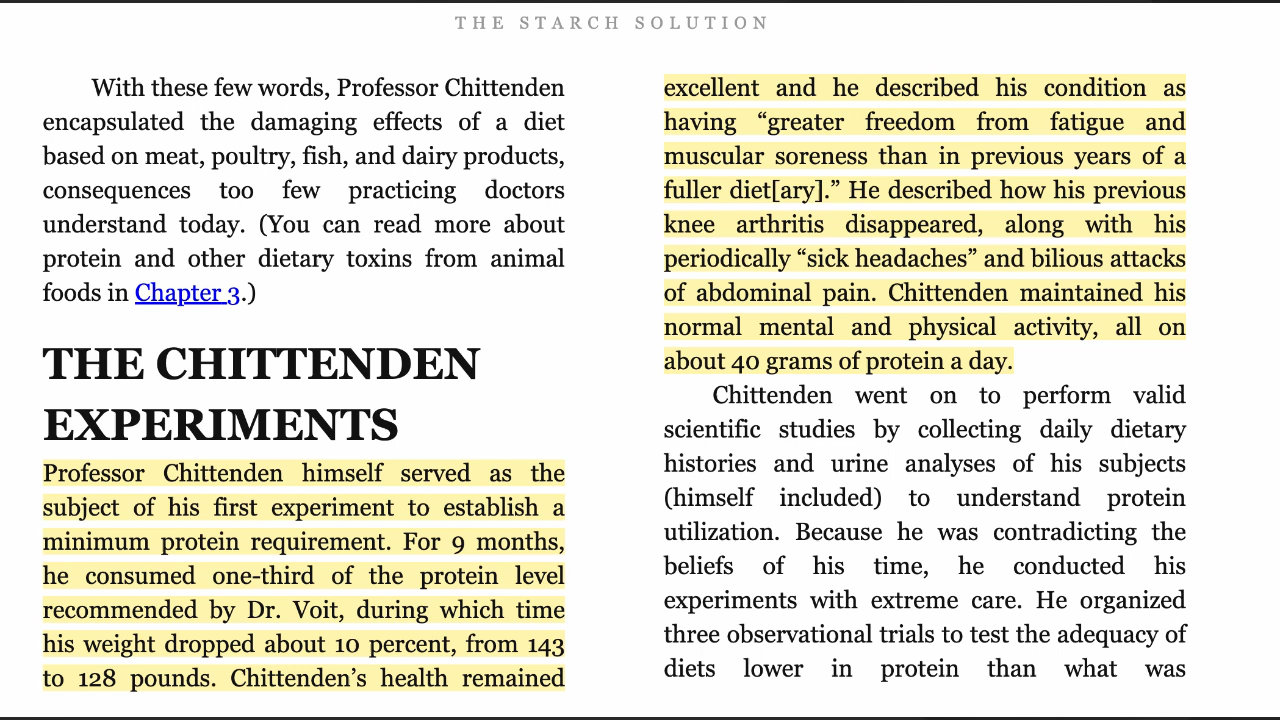 THE STARCH SOLUTION
With these few words, Professor Chittenden
encapsulated the damaging effects of a diet
based on meat, poultry, fish, and dairy products,
consequences too few practicing doctors
understand today. (You can read more about
protein and other dietary toxins from animal
foods in Chapter 3.)
THE CHITTENDEN
EXPERIMENTS
Professor Chittenden himself served as the
subject of his first experiment to establish a
minimum protein requirement. For 9 months,
he consumed one-third of the protein level
recommended by Dr. Voit, during which time
his weight dropped about 10 percent, from 143
to 128 pounds. Chittenden’s health remained
excellent and he described his condition as
having “greater freedom from fatigue and
muscular soreness than in previous years of a
fuller diet[ary].” He described how his previous
knee arthritis disappeared, along with his
periodically “sick headaches” and bilious attacks
of abdominal pain. Chittenden maintained his
normal mental and physical activity, all on
about 40 grams of protein a day.
Chittenden went on to perform valid
scientific studies by collecting daily dietary
histories and urine analyses of his subjects
(himself included) to understand protein
utilization. Because he was contradicting the
beliefs of his time, he conducted his
experiments with extreme care. He organized
three observational trials to test the adequacy of
diets lower in protein than what was